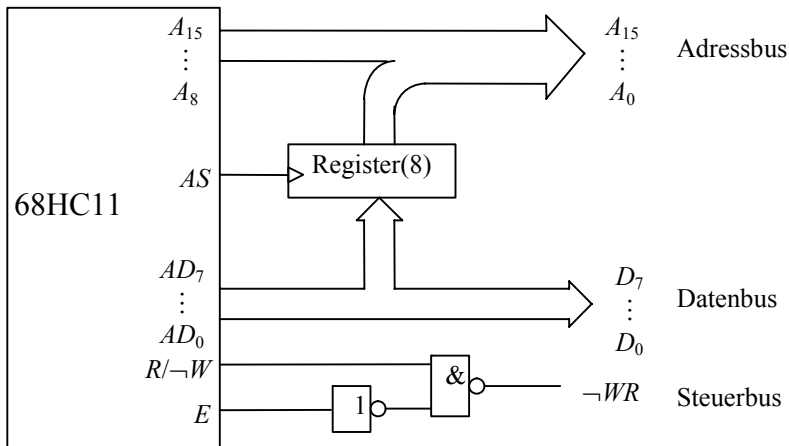 A15 A15 Adressbus
⋮ ⋮
A8 A0
Register(8)
AS
68HC11
AD7 D7
⋮ ⋮ Datenbus
AD0 D0
R/¬W
& ¬WR Steuerbus
E 1